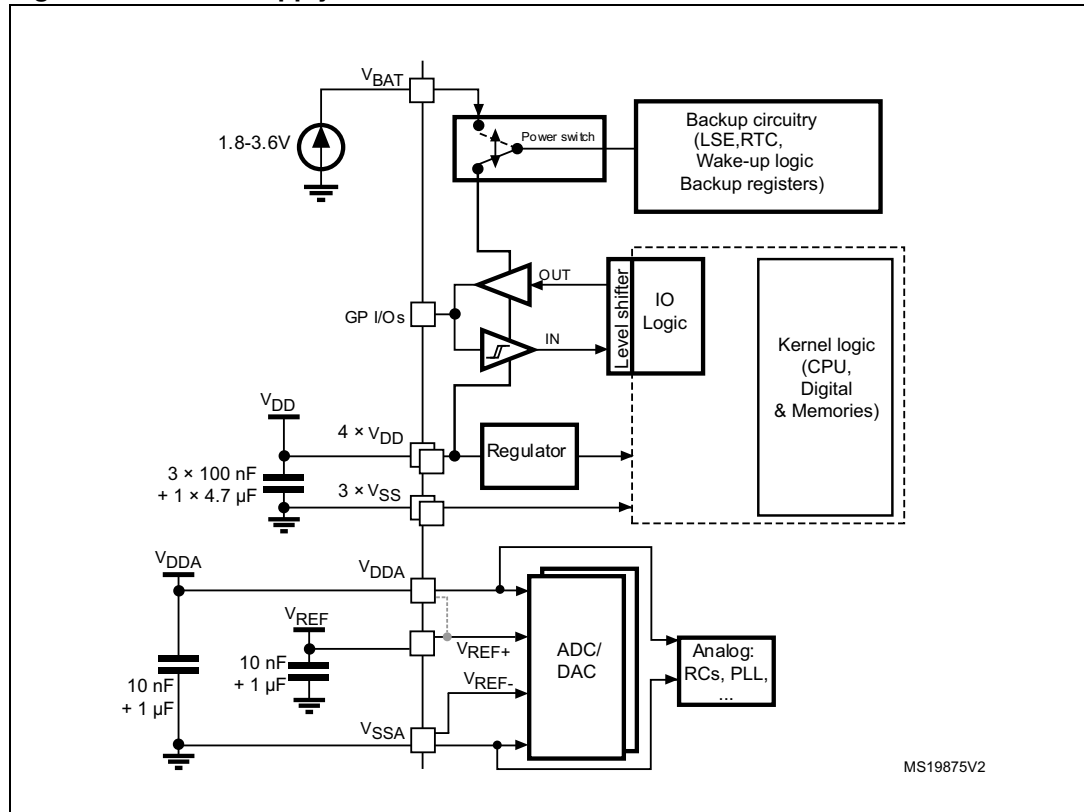 VBAT
1.8-3.6V
Power switch
Backup circuitry
(LSE,RTC,
Wake-up logic
Backup registers)
OUT
GP I/Os
IN
Level shifter
IO
Logic
Kernel logic
(CPU,
Digital
& Memories)
VDD
4 × VDD
Regulator
3 × 100 nF
+ 1 × 4.7 µF
3 × VSS
VDDA
VDDA
VREF
10 nF
+ 1 µF
VREF+
VREF-
ADC/
DAC
Analog:
RCs, PLL,
...
10 nF
+ 1 µF
VSSA
MS19875V2